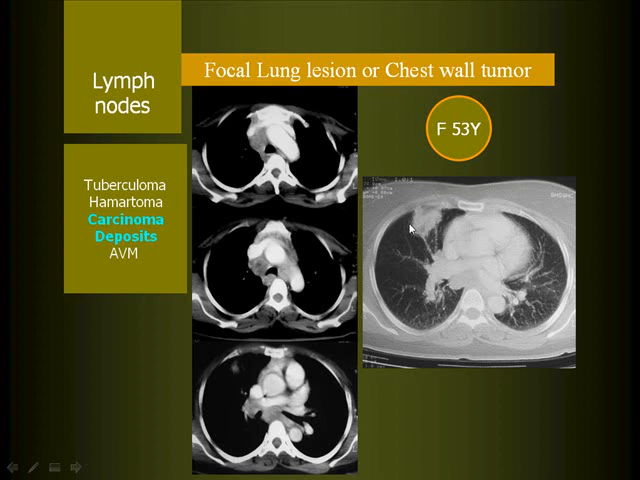 Lymph
nodes
Focal Lung lesion or Chest wall tumor
F 53Y
Tuberculoma
Hamartoma
Carcinoma
Deposits
AVM